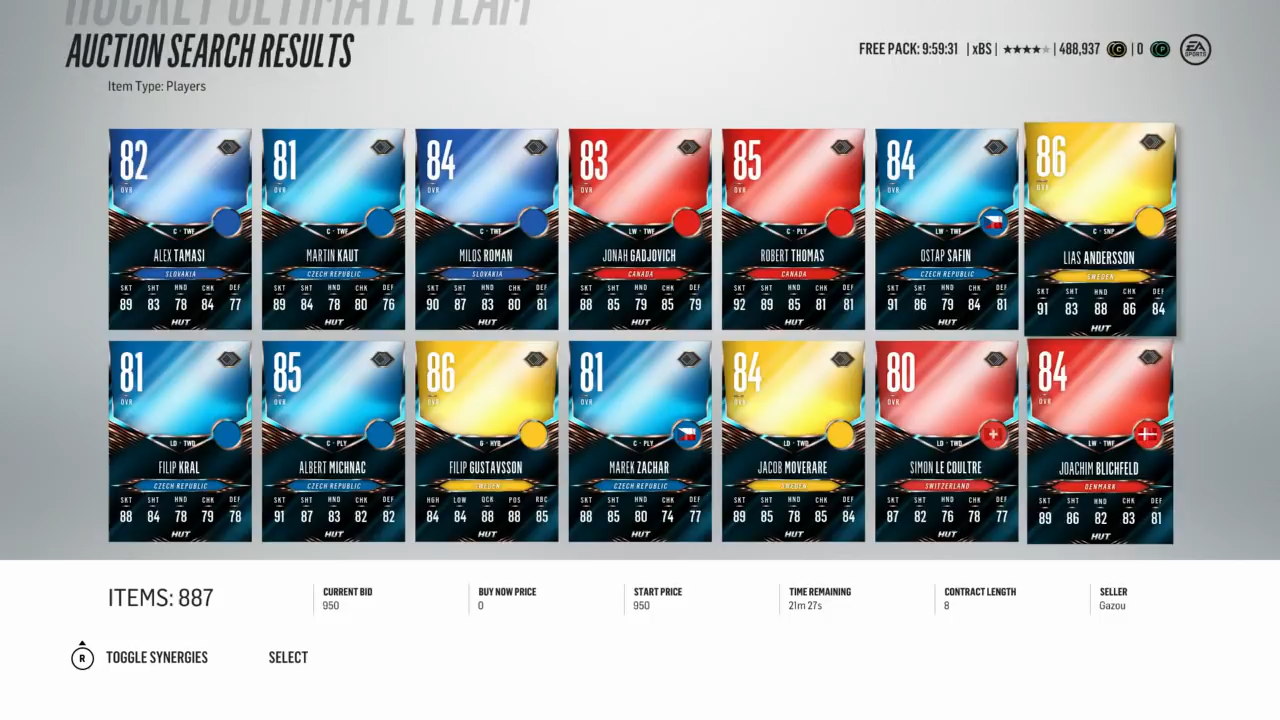 HOCKEY ULTIMATE TEAM
AUCTION SEARCH RESULTS
FREE PACK: 9:59:31 | xBS | ★★★★★ | 488,937 C | 0 P EA SPORTS
Item Type: Players
82 81 84 83 85 84 86
OVR OVR OVR OVR OVR OVR OVR
C - TWF C - TWF C - TWF LW - TWF C - PLY LW - TWF C - SNP
ALEX TAMASI MARTIN KAUT MILOS ROMAN JONAH GADJOVICH ROBERT THOMAS OSTAP SAFIN LIAS ANDERSSON
SLOVAKIA CZECH REPUBLIC SLOVAKIA CANADA CANADA CZECH REPUBLIC SWEDEN
SKT SHT HND CHK DEF SKT SHT HND CHK DEF SKT SHT HND CHK DEF SKT SHT HND CHK DEF SKT SHT HND CHK DEF SKT SHT HND CHK DEF SKT SHT HND CHK DEF
89 83 78 84 77 89 84 78 80 76 90 87 83 80 81 88 85 79 85 79 92 89 85 81 81 91 86 79 84 81 91 83 88 86 84
HUT HUT HUT HUT HUT HUT HUT
81 85 86 81 84 80 84
OVR OVR OVR OVR OVR OVR OVR
LD - TWD C - PLY G - HYB C - PLY LD - TWD LD - TWD LW - TWF
FILIP KRAL ALBERT MICHNAC FILIP GUSTAVSSON MAREK ZACHAR JACOB MOVERARE SIMON LE COULTRE JOACHIM BLICHFELD
CZECH REPUBLIC CZECH REPUBLIC SWEDEN CZECH REPUBLIC SWEDEN SWITZERLAND DENMARK
SKT SHT HND CHK DEF SKT SHT HND CHK DEF HGH LOW QCK POS RBC SKT SHT HND CHK DEF SKT SHT HND CHK DEF SKT SHT HND CHK DEF SKT SHT HND CHK DEF
88 84 78 79 78 91 87 83 82 82 84 84 88 88 85 88 85 80 74 77 89 85 78 85 84 87 82 76 78 77 89 86 82 83 81
HUT HUT HUT HUT HUT HUT HUT
ITEMS: 887
CURRENT BID BUY NOW PRICE START PRICE TIME REMAINING CONTRACT LENGTH SELLER
950 0 950 21m 27s 8 Gazou
R TOGGLE SYNERGIES SELECT